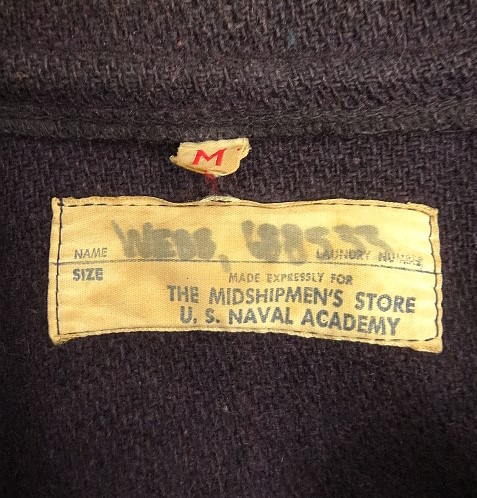 M
NAME LAUNDRY NUMBER
SIZE MADE EXPRESSLY FOR
THE MIDSHIPMEN'S STORE
U. S. NAVAL ACADEMY